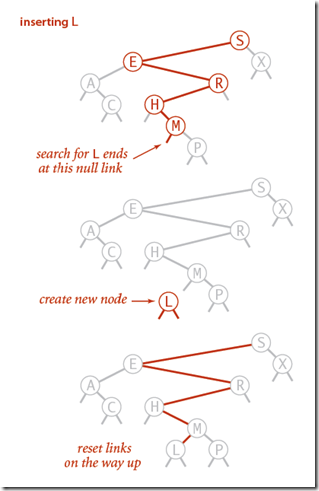 inserting L
S
E
X
A
R
C
H
M
P
search for L ends
at this null link
S
E
X
A
R
C
H
M
P
create new node
L
S
E
X
A
R
C
H
M
L
P
reset links
on the way up